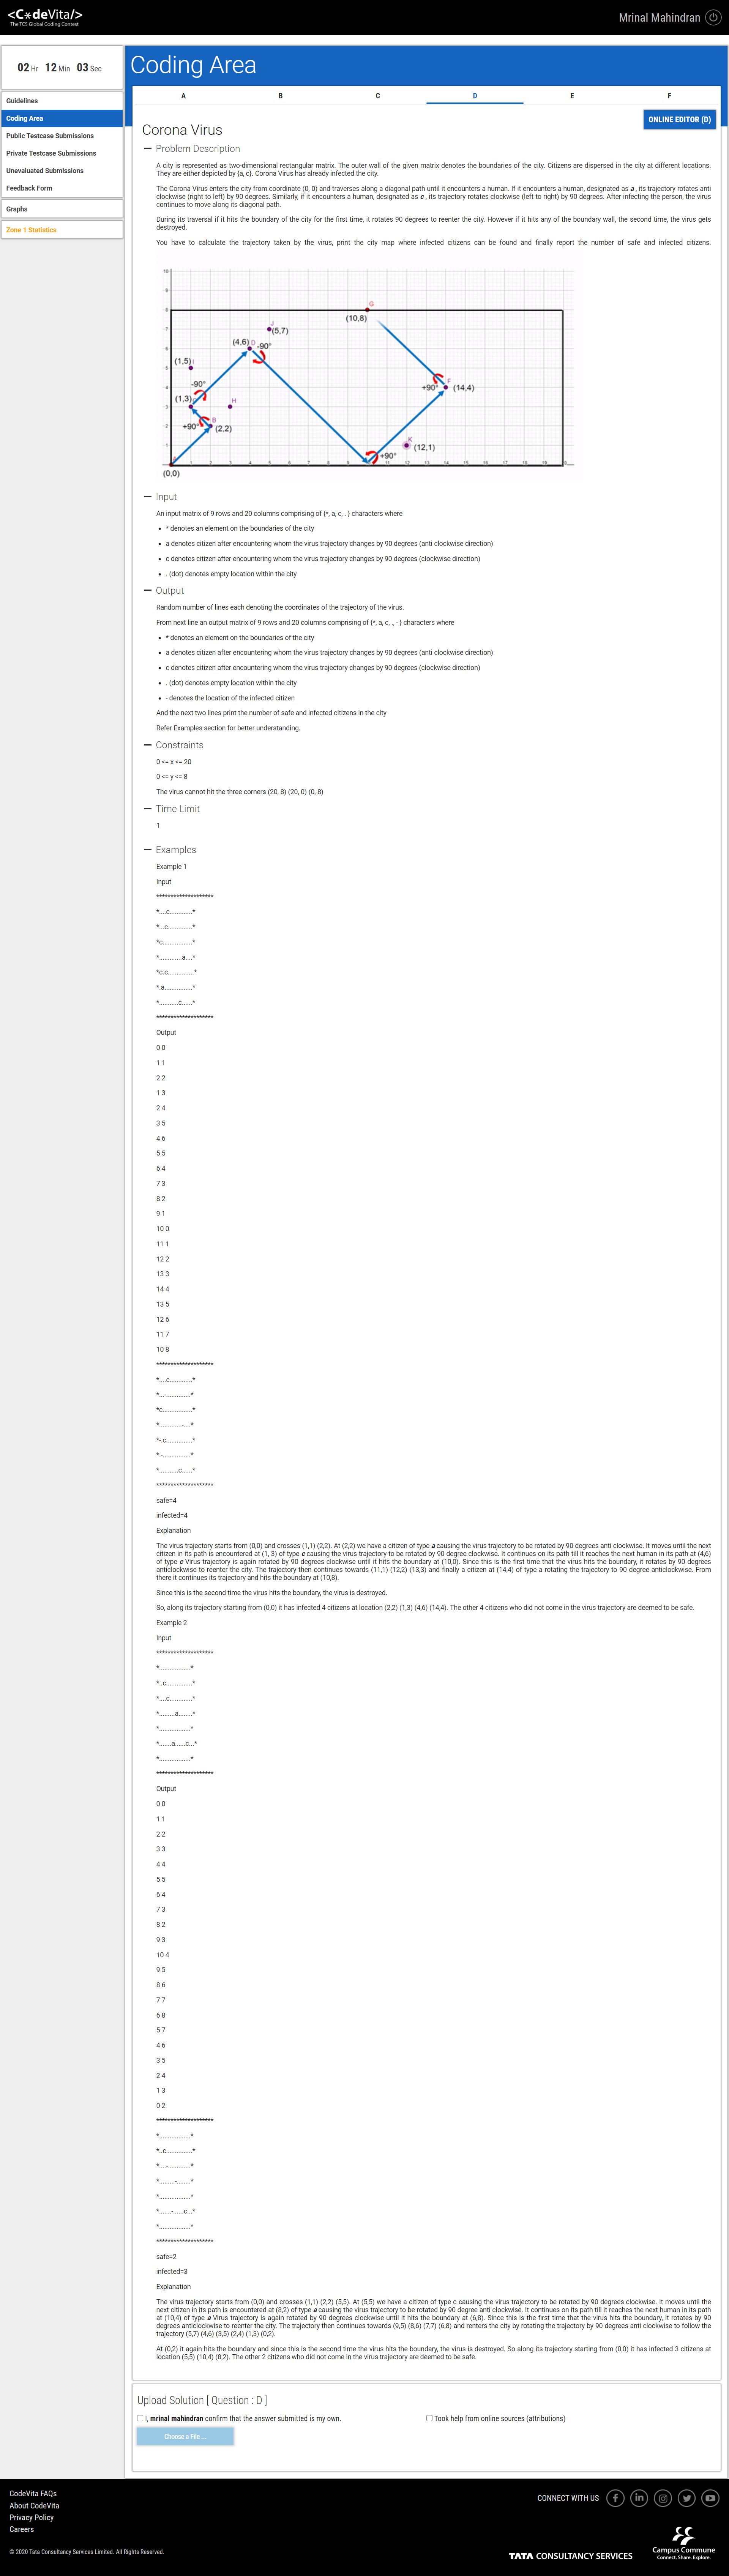 <C*deVita/>
The TCS Global Coding Contest
Mrinal Mahindran
02 Hr 12 Min 03 Sec
Guidelines
Coding Area
Public Testcase Submissions
Private Testcase Submissions
Unevaluated Submissions
Feedback Form
Graphs
Zone 1 Statistics
Coding Area
A B C D E F
ONLINE EDITOR (D)
Corona Virus
Problem Description
A city is represented as two-dimensional rectangular matrix. The outer wall of the given matrix denotes the boundaries of the city. Citizens are dispersed in the city at different locations.
They are either depicted by {a, c}. Corona Virus has already infected the city.
The Corona Virus enters the city from coordinate (0, 0) and traverses along a diagonal path until it encounters a human. If it encounters a human, designated as a , its trajectory rotates anti
clockwise (right to left) by 90 degrees. Similarly, if it encounters a human, designated as c , its trajectory rotates clockwise (left to right) by 90 degrees. After infecting the person, the virus
continues to move along its diagonal path.
During its traversal if it hits the boundary of the city for the first time, it rotates 90 degrees to reenter the city. However if it hits any of the boundary wall, the second time, the virus gets
destroyed.
You have to calculate the trajectory taken by the virus, print the city map where infected citizens can be found and finally report the number of safe and infected citizens.
G
(10,8)
J
(5,7)
(4,6) D -90°
(1,5) I
-90°
(1,3)
H
+90° F (14,4)
B
+90° (2,2)
K
(12,1)
+90°
(0,0)
Input
An input matrix of 9 rows and 20 columns comprising of {*, a, c, . } characters where
* denotes an element on the boundaries of the city
a denotes citizen after encountering whom the virus trajectory changes by 90 degrees (anti clockwise direction)
c denotes citizen after encountering whom the virus trajectory changes by 90 degrees (clockwise direction)
. (dot) denotes empty location within the city
Output
Random number of lines each denoting the coordinates of the trajectory of the virus.
From next line an output matrix of 9 rows and 20 columns comprising of {*, a, c, ., - } characters where
* denotes an element on the boundaries of the city
a denotes citizen after encountering whom the virus trajectory changes by 90 degrees (anti clockwise direction)
c denotes citizen after encountering whom the virus trajectory changes by 90 degrees (clockwise direction)
. (dot) denotes empty location within the city
- denotes the location of the infected citizen
And the next two lines print the number of safe and infected citizens in the city
Refer Examples section for better understanding.
Constraints
0 <= x <= 20
0 <= y <= 8
The virus cannot hit the three corners (20, 8) (20, 0) (0, 8)
Time Limit
1
Examples
Example 1
Input
********************
*....c.............*
*...c..............*
*c.................*
*.............a....*
*c.c...............*
*.a................*
*...........c......*
********************
Output
0 0
1 1
2 2
1 3
2 4
3 5
4 6
5 5
6 4
7 3
8 2
9 1
10 0
11 1
12 2
13 3
14 4
13 5
12 6
11 7
10 8
********************
*....c.............*
*...-..............*
*c.................*
*.............-....*
*-.c...............*
*.-................*
*...........c......*
********************
safe=4
infected=4
Explanation
The virus trajectory starts from (0,0) and crosses (1,1) (2,2). At (2,2) we have a citizen of type a causing the virus trajectory to be rotated by 90 degrees anti clockwise. It moves until the next
citizen in its path is encountered at (1, 3) of type c causing the virus trajectory to be rotated by 90 degree clockwise. It continues on its path till it reaches the next human in its path at (4,6)
of type c Virus trajectory is again rotated by 90 degrees clockwise until it hits the boundary at (10,0). Since this is the first time that the virus hits the boundary, it rotates by 90 degrees
anticlockwise to reenter the city. The trajectory then continues towards (11,1) (12,2) (13,3) and finally a citizen at (14,4) of type a rotating the trajectory to 90 degree anticlockwise. From
there it continues its trajectory and hits the boundary at (10,8).
Since this is the second time the virus hits the boundary, the virus is destroyed.
So, along its trajectory starting from (0,0) it has infected 4 citizens at location (2,2) (1,3) (4,6) (14,4). The other 4 citizens who did not come in the virus trajectory are deemed to be safe.
Example 2
Input
********************
*..................*
*..c...............*
*....c.............*
*.........a........*
*..................*
*.......a......c...*
*..................*
********************
Output
0 0
1 1
2 2
3 3
4 4
5 5
6 4
7 3
8 2
9 3
10 4
9 5
8 6
7 7
6 8
5 7
4 6
3 5
2 4
1 3
0 2
********************
*..................*
*..c...............*
*....-.............*
*.........-........*
*..................*
*.......-......c...*
*..................*
********************
safe=2
infected=3
Explanation
The virus trajectory starts from (0,0) and crosses (1,1) (2,2) (5,5). At (5,5) we have a citizen of type c causing the virus trajectory to be rotated by 90 degrees clockwise. It moves until the
next citizen in its path is encountered at (8,2) of type a causing the virus trajectory to be rotated by 90 degree anti clockwise. It continues on its path till it reaches the next human in its path
at (10,4) of type a Virus trajectory is again rotated by 90 degrees clockwise until it hits the boundary at (6,8). Since this is the first time that the virus hits the boundary, it rotates by 90
degrees anticlockwise to reenter the city. The trajectory then continues towards (9,5) (8,6) (7,7) (6,8) and renters the city by rotating the trajectory by 90 degrees anti clockwise to follow the
trajectory (5,7) (4,6) (3,5) (2,4) (1,3) (0,2).
At (0,2) it again hits the boundary and since this is the second time the virus hits the boundary, the virus is destroyed. So along its trajectory starting from (0,0) it has infected 3 citizens at
location (5,5) (10,4) (8,2). The other 2 citizens who did not come in the virus trajectory are deemed to be safe.
Upload Solution [ Question : D ]
I, mrinal mahindran confirm that the answer submitted is my own.
Took help from online sources (attributions)
Choose a File ...
CodeVita FAQs
About CodeVita
Privacy Policy
Careers
CONNECT WITH US
© 2020 Tata Consultancy Services Limited. All Rights Reserved.
TATA CONSULTANCY SERVICES
Campus Commune
Connect. Share. Explore.